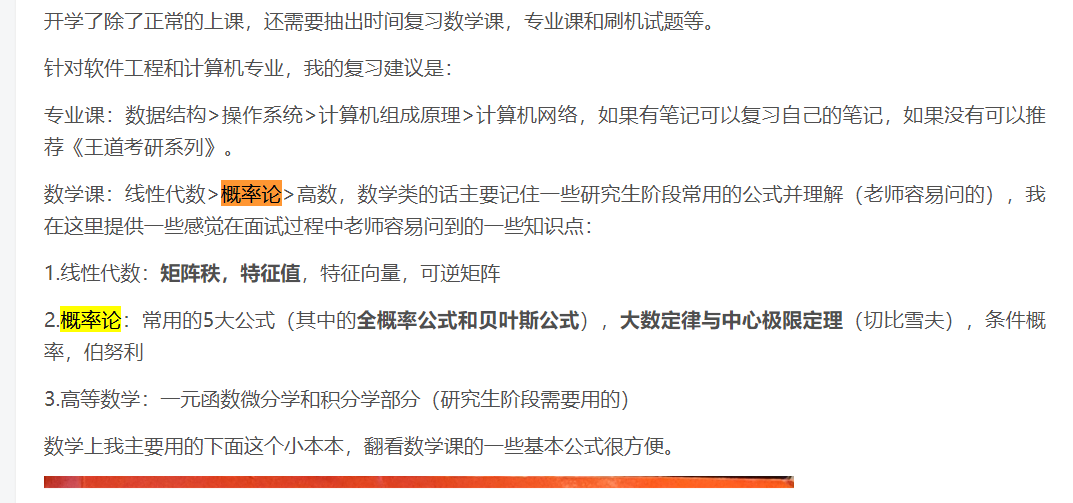 开学了除了正常的上课，还需要抽出时间复习数学课，专业课和刷机试题等。
针对软件工程和计算机专业，我的复习建议是：
专业课：数据结构>操作系统>计算机组成原理>计算机网络，如果有笔记可以复习自己的笔记，如果没有可以推
荐《王道考研系列》。
数学课：线性代数>概率论>高数，数学类的话主要记住一些研究生阶段常用的公式并理解（老师容易问的），我
在这里提供一些感觉在面试过程中老师容易问到的一些知识点：
1.线性代数：矩阵秩，特征值，特征向量，可逆矩阵
2.概率论：常用的5大公式（其中的全概率公式和贝叶斯公式），大数定律与中心极限定理（切比雪夫），条件概
率，伯努利
3.高等数学：一元函数微分学和积分学部分（研究生阶段需要用的）
数学上我主要用的下面这个小本本，翻看数学课的一些基本公式很方便。